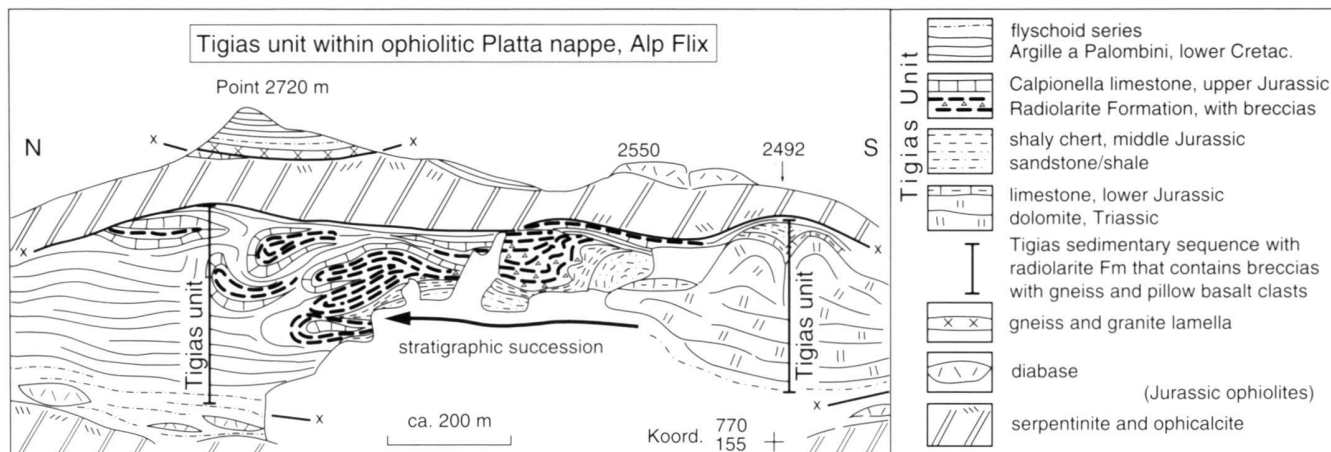 Tigias unit within ophiolitic Platta nappe, Alp Flix
Point 2720 m
x
x
N
2550
2492
S
x
x
Tigias unit
Tigias unit
stratigraphic succession
x
x
ca. 200 m
Koord.
770
155
Tigias Unit
flyschoid series
Argille a Palombini, lower Cretac.
Calpionella limestone, upper Jurassic
Radiolarite Formation, with breccias
shaly chert, middle Jurassic
sandstone/shale
limestone, lower Jurassic
dolomite, Triassic
Tigias sedimentary sequence with
radiolarite Fm that contains breccias
with gneiss and pillow basalt clasts
gneiss and granite lamella
diabase
(Jurassic ophiolites)
serpentinite and ophicalcite